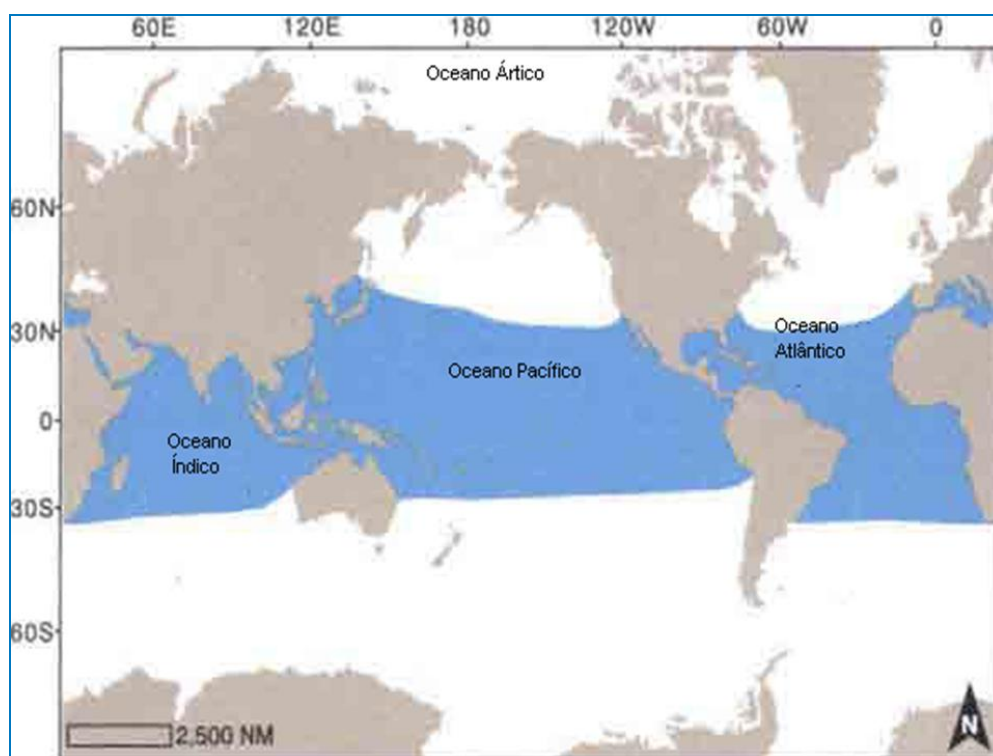 60E 120E 180 120W 60W 0
Oceano Ártico
60N
30N
Oceano
Atlântico
Oceano Pacífico
0
Oceano
Índico
30S
60S
2,500 NM
N